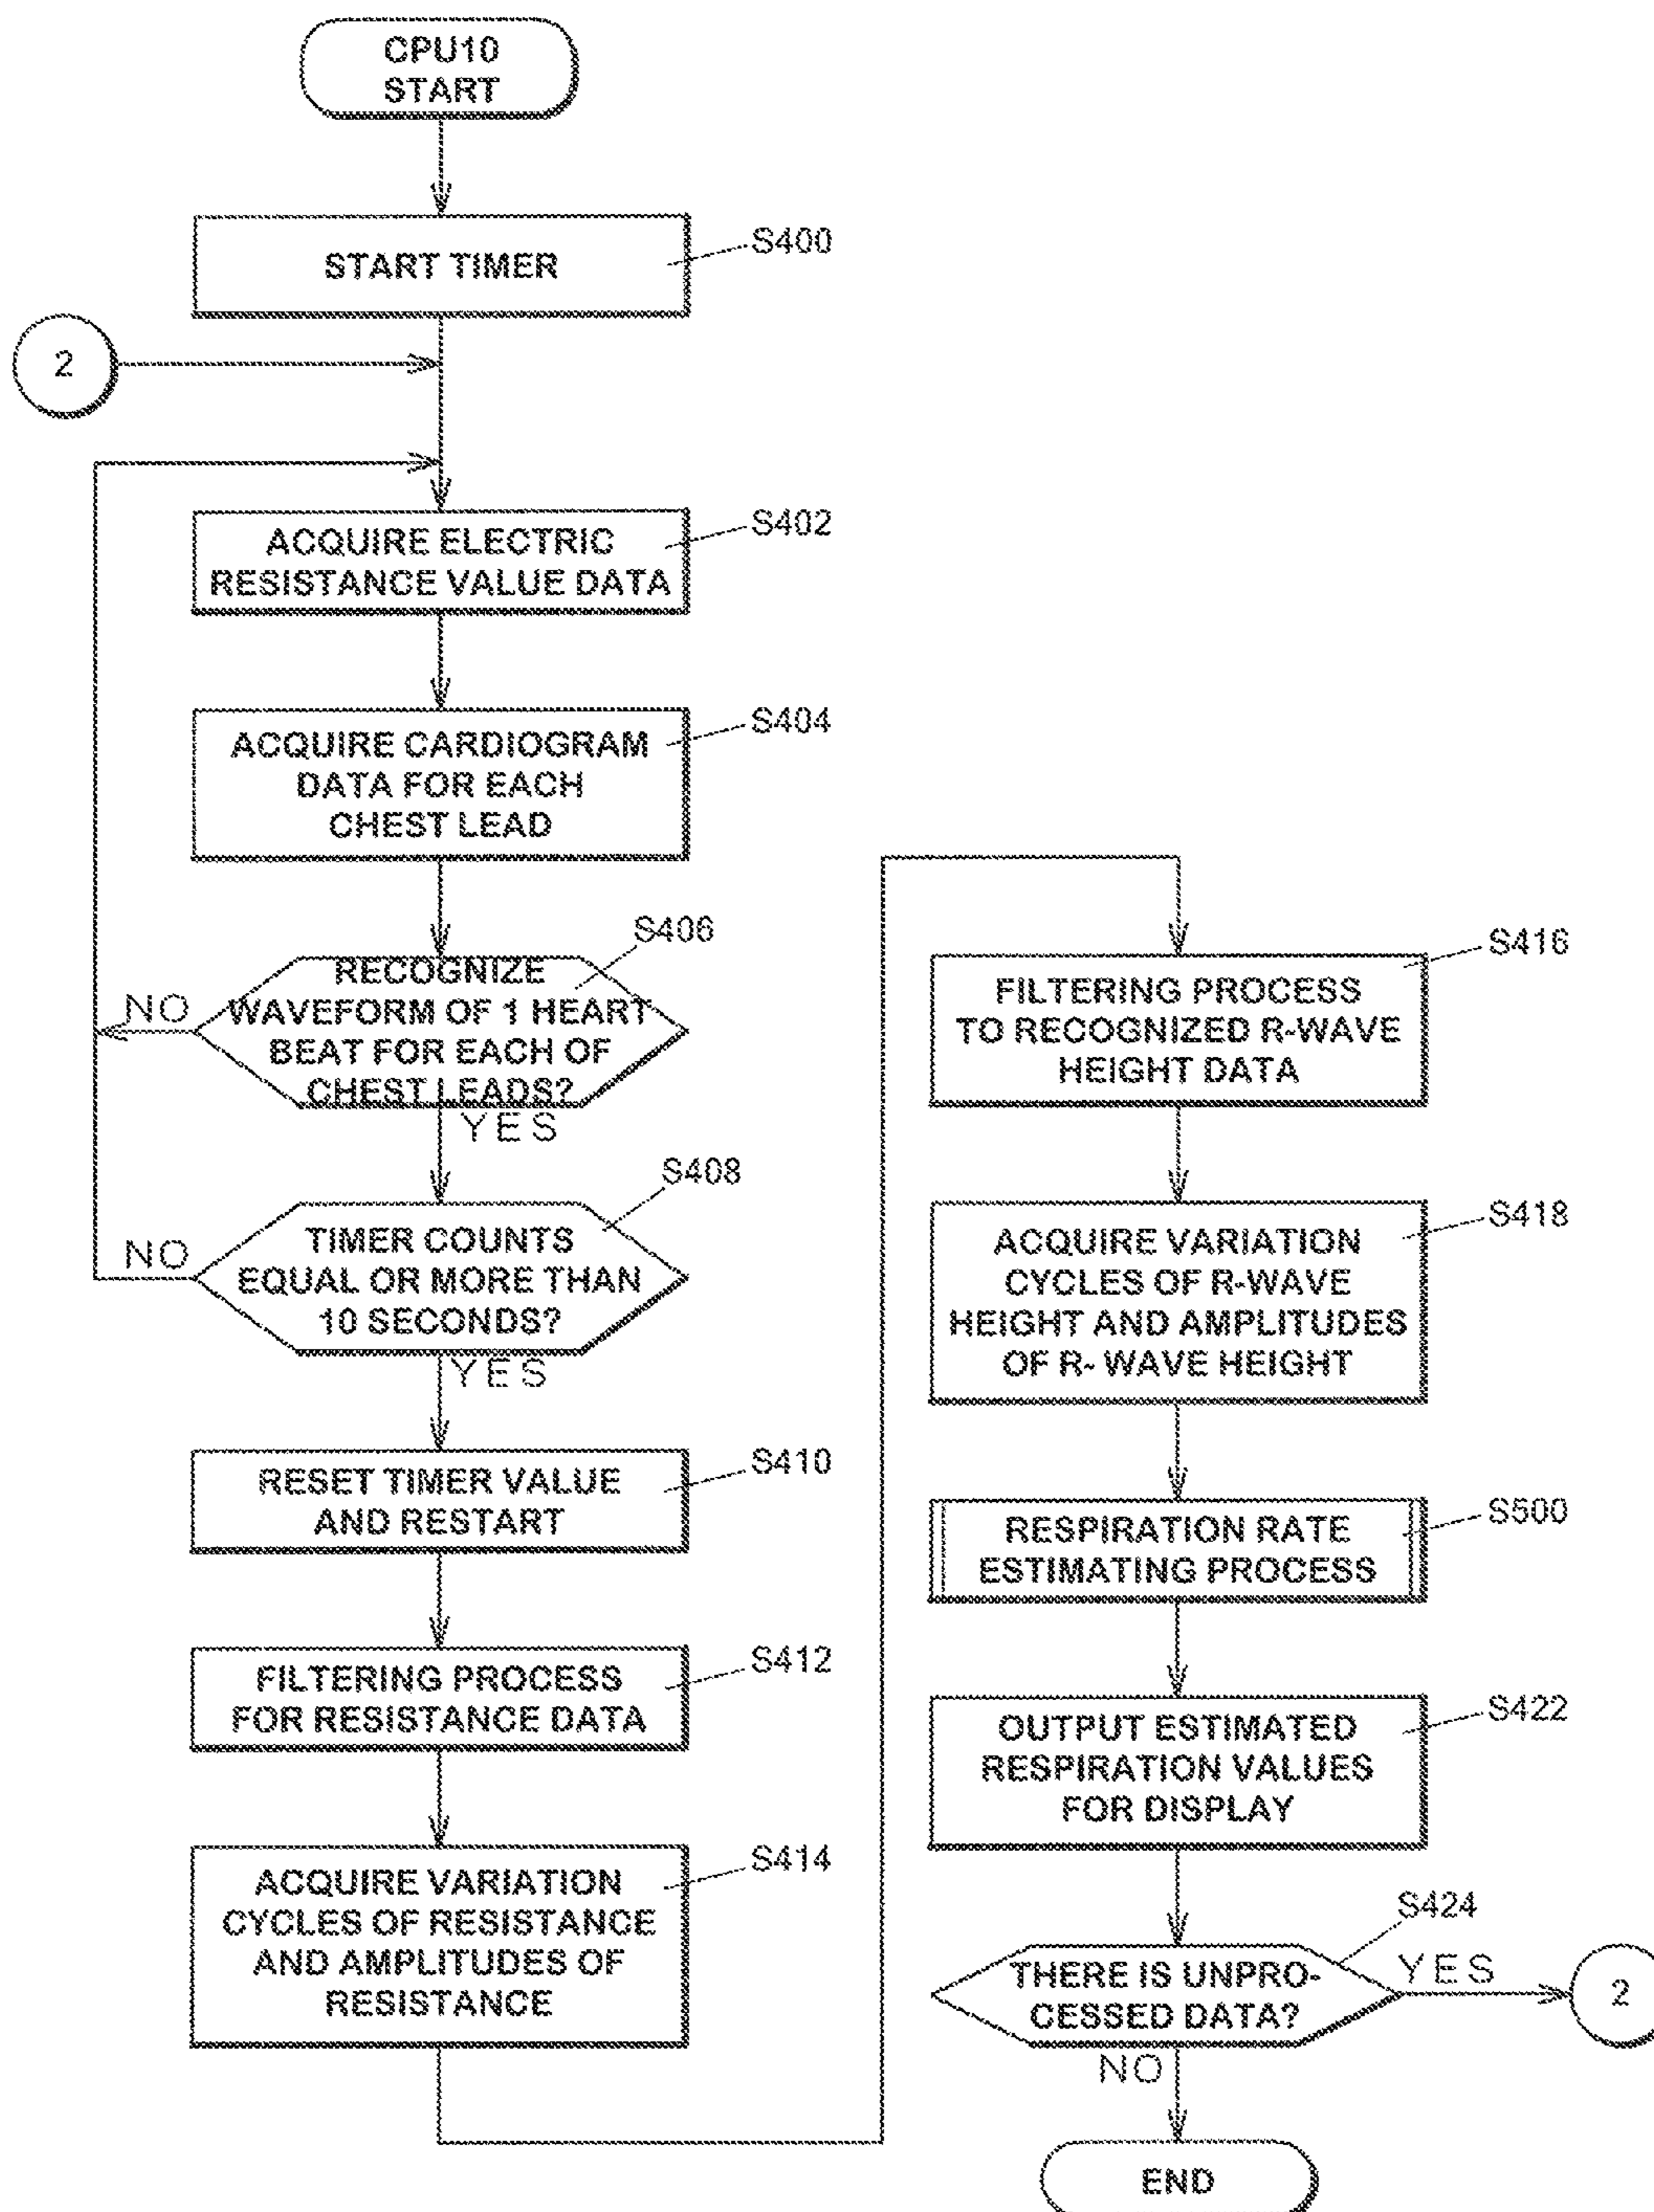 CPU10
START
START TIMER
S400
2
ACQUIRE ELECTRIC
RESISTANCE VALUE DATA
S402
ACQUIRE CARDIOGRAM
DATA FOR EACH
CHEST LEAD
S404
S406
RECOGNIZE
WAVEFORM OF 1 HEART
BEAT FOR EACH OF
CHEST LEADS?
NO
YES
S408
TIMER COUNTS
EQUAL OR MORE THAN
10 SECONDS?
NO
YES
RESET TIMER VALUE
AND RESTART
S410
FILTERING PROCESS
FOR RESISTANCE DATA
S412
ACQUIRE VARIATION
CYCLES OF RESISTANCE
AND AMPLITUDES OF
RESISTANCE
S414
FILTERING PROCESS
TO RECOGNIZED R-WAVE
HEIGHT DATA
S416
ACQUIRE VARIATION
CYCLES OF R-WAVE
HEIGHT AND AMPLITUDES
OF R- WAVE HEIGHT
S418
RESPIRATION RATE
ESTIMATING PROCESS
S500
OUTPUT ESTIMATED
RESPIRATION VALUES
FOR DISPLAY
S422
S424
THERE IS UNPRO-
CESSED DATA?
YES
2
NO
END